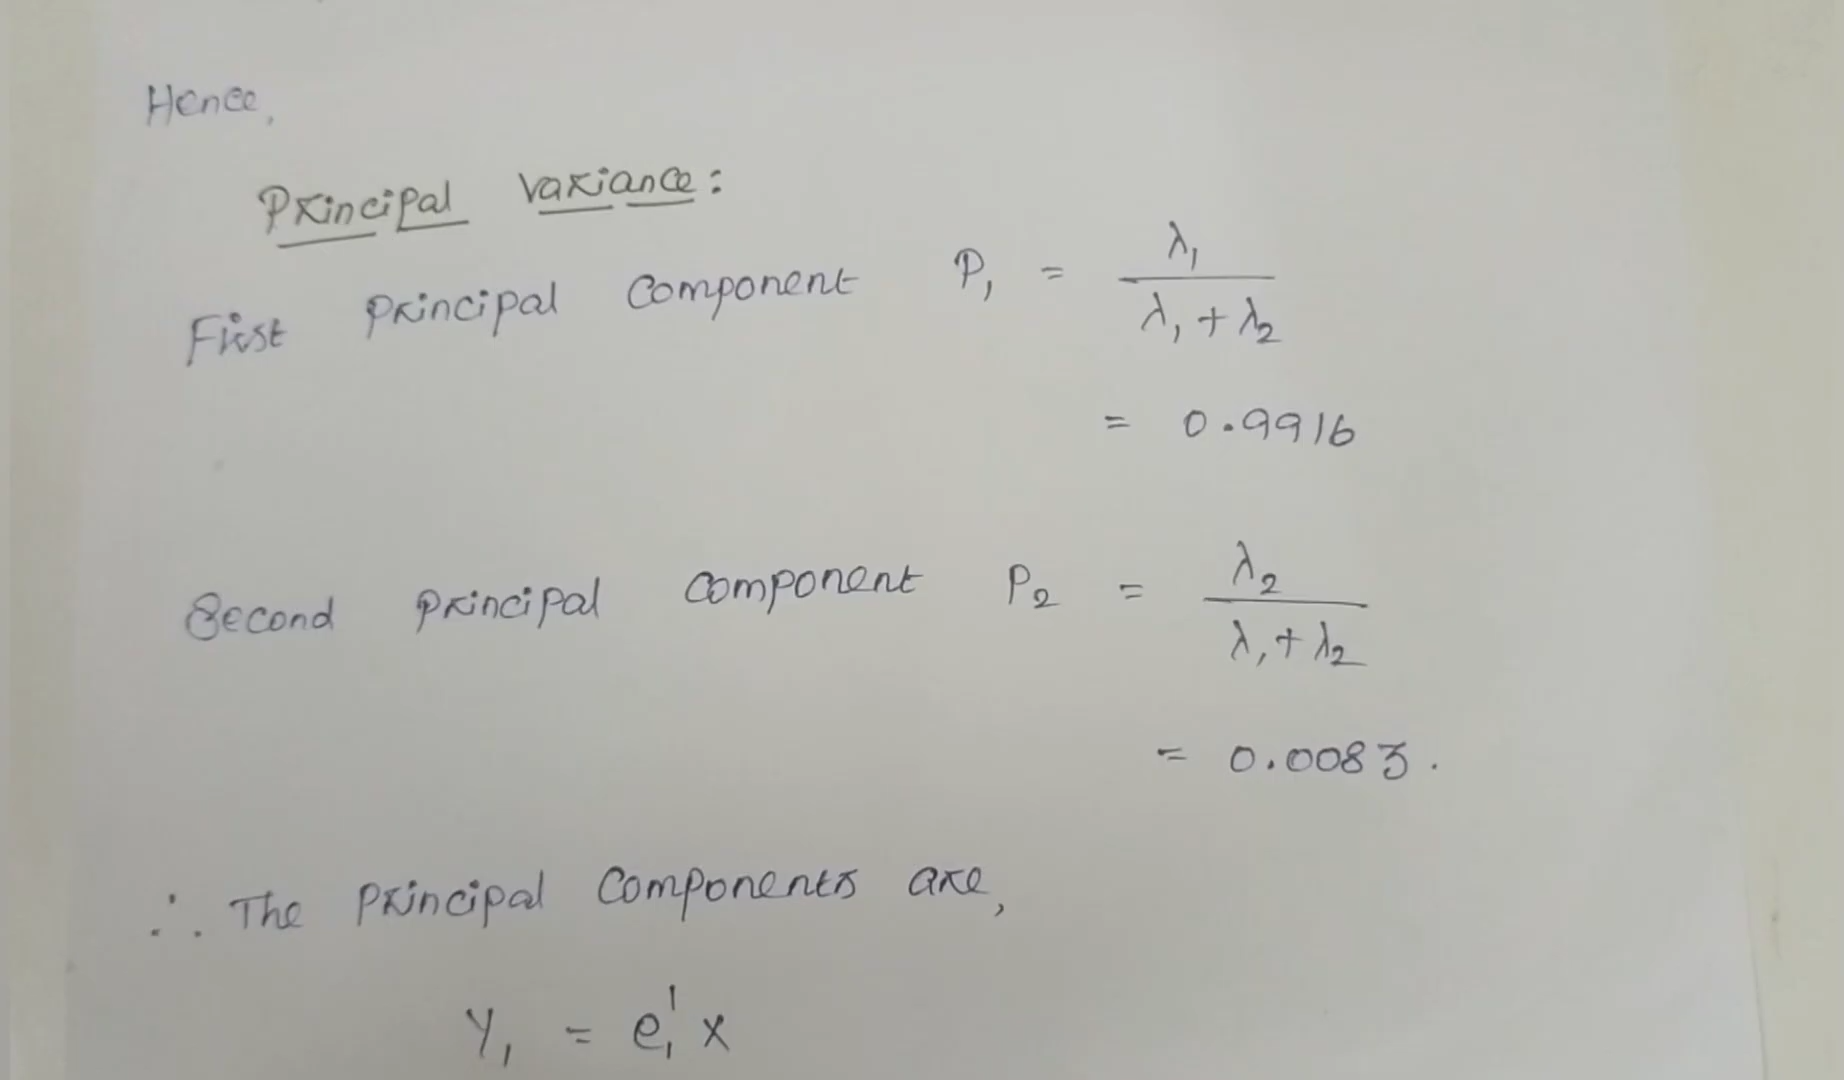 Hence,
Principal Variance:
First Principal Component P₁ = λ₁ / (λ₁ + λ₂)
= 0.9916
Second Principal Component P₂ = λ₂ / (λ₁ + λ₂)
= 0.0083.
∴ The Principal Components are,
Y₁ = e₁' x